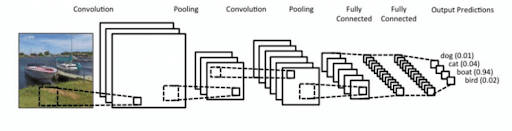 Convolution Pooling Convolution Pooling Fully Connected Fully Connected Output Predictions
dog (0.01)
cat (0.04)
boat (0.94)
bird (0.02)